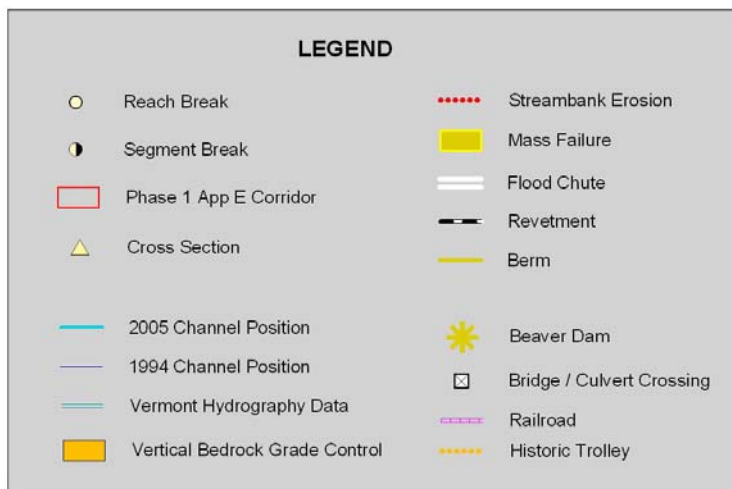 LEGEND
Reach Break
Segment Break
Phase 1 App E Corridor
Cross Section
2005 Channel Position
1994 Channel Position
Vermont Hydrography Data
Vertical Bedrock Grade Control
Streambank Erosion
Mass Failure
Flood Chute
Revetment
Berm
Beaver Dam
Bridge / Culvert Crossing
Railroad
Historic Trolley